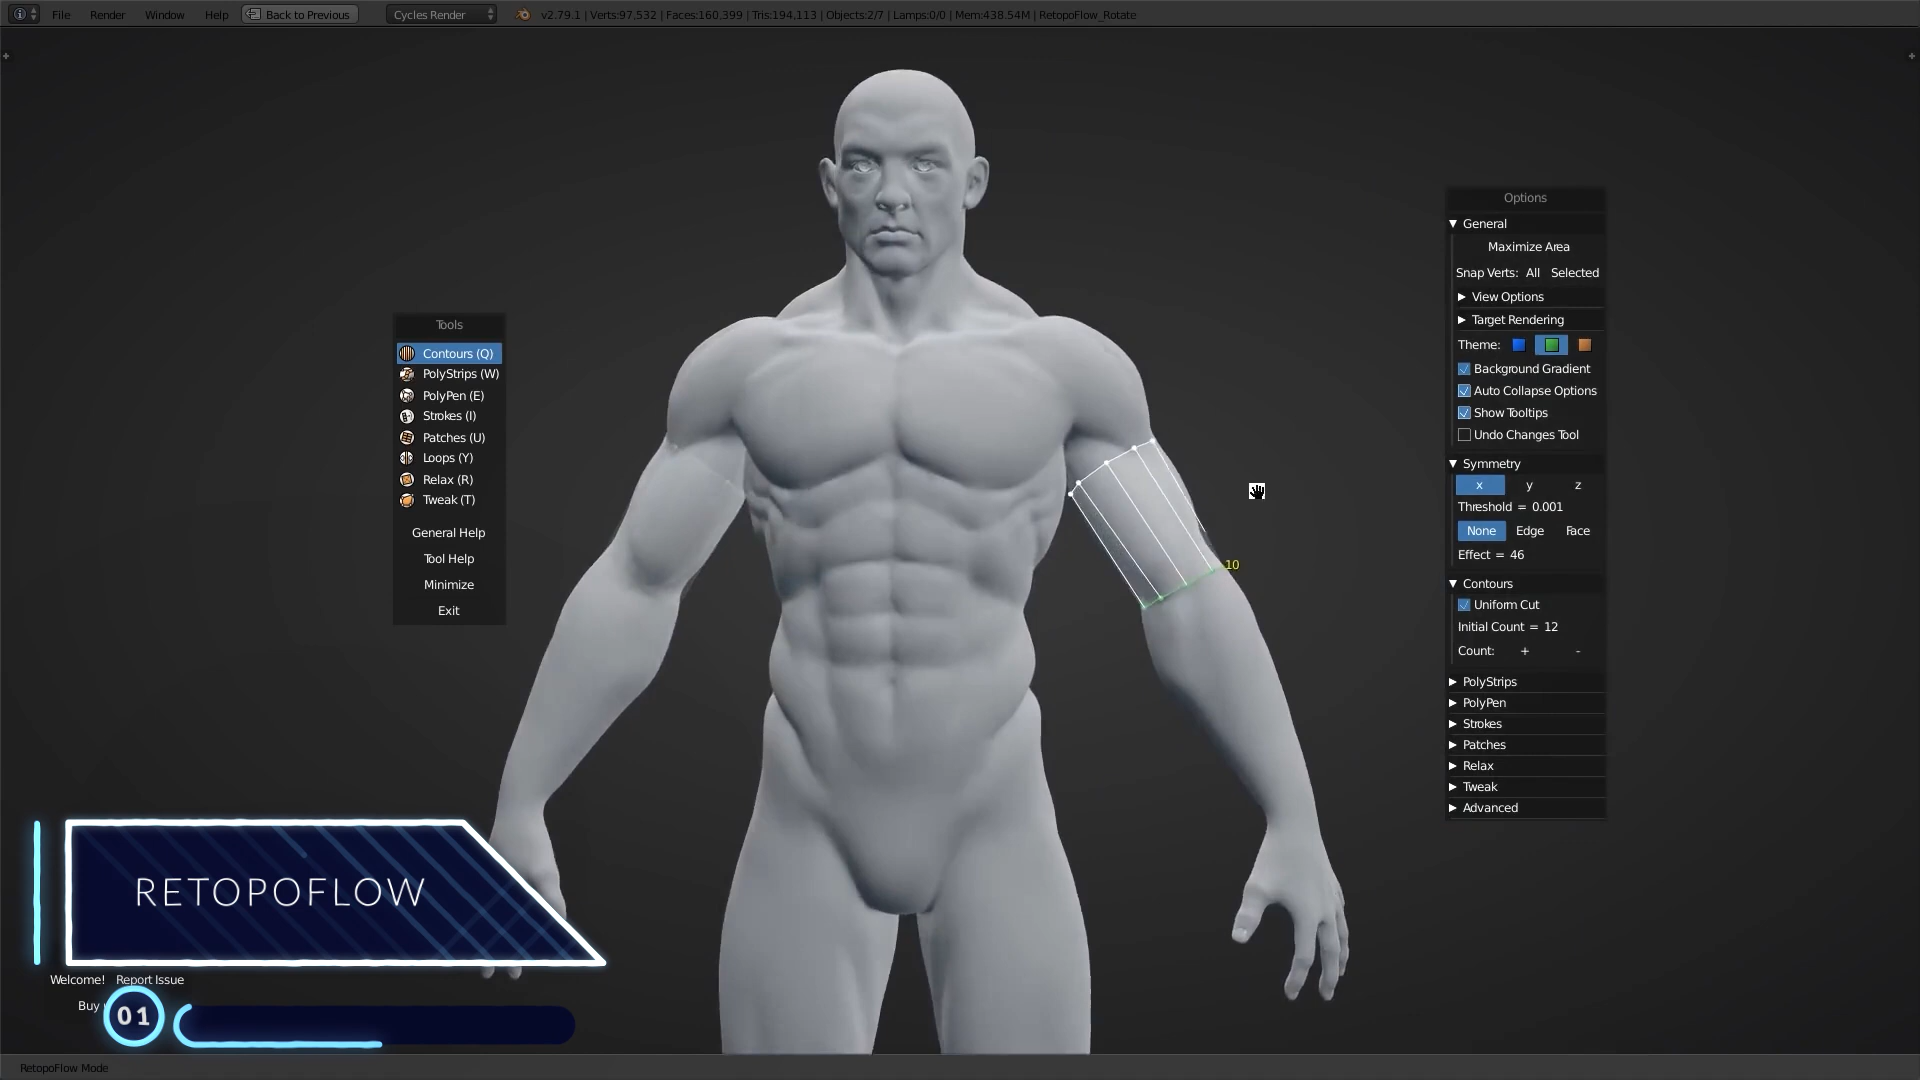 File Render Window Help Back to Previous Cycles Render v2.79.1 | Verts:97,532 | Faces:160,399 | Tris:194,113 | Objects:2/7 | Lamps:0/0 | Mem:438.54M | RetopoFlow_Rotate
Tools
Contours (Q)
PolyStrips (W)
PolyPen (E)
Strokes (I)
Patches (U)
Loops (Y)
Relax (R)
Tweak (T)
General Help
Tool Help
Minimize
Exit
10
Options
General
Maximize Area
Snap Verts: All Selected
View Options
Target Rendering
Theme:
Background Gradient
Auto Collapse Options
Show Tooltips
Undo Changes Tool
Symmetry
x y z
Threshold = 0.001
None Edge Face
Effect = 46
Contours
Uniform Cut
Initial Count = 12
Count: + -
PolyStrips
PolyPen
Strokes
Patches
Relax
Tweak
Advanced
RETOPOFLOW
Welcome! Report Issue
Buy
01
RetopoFlow Mode